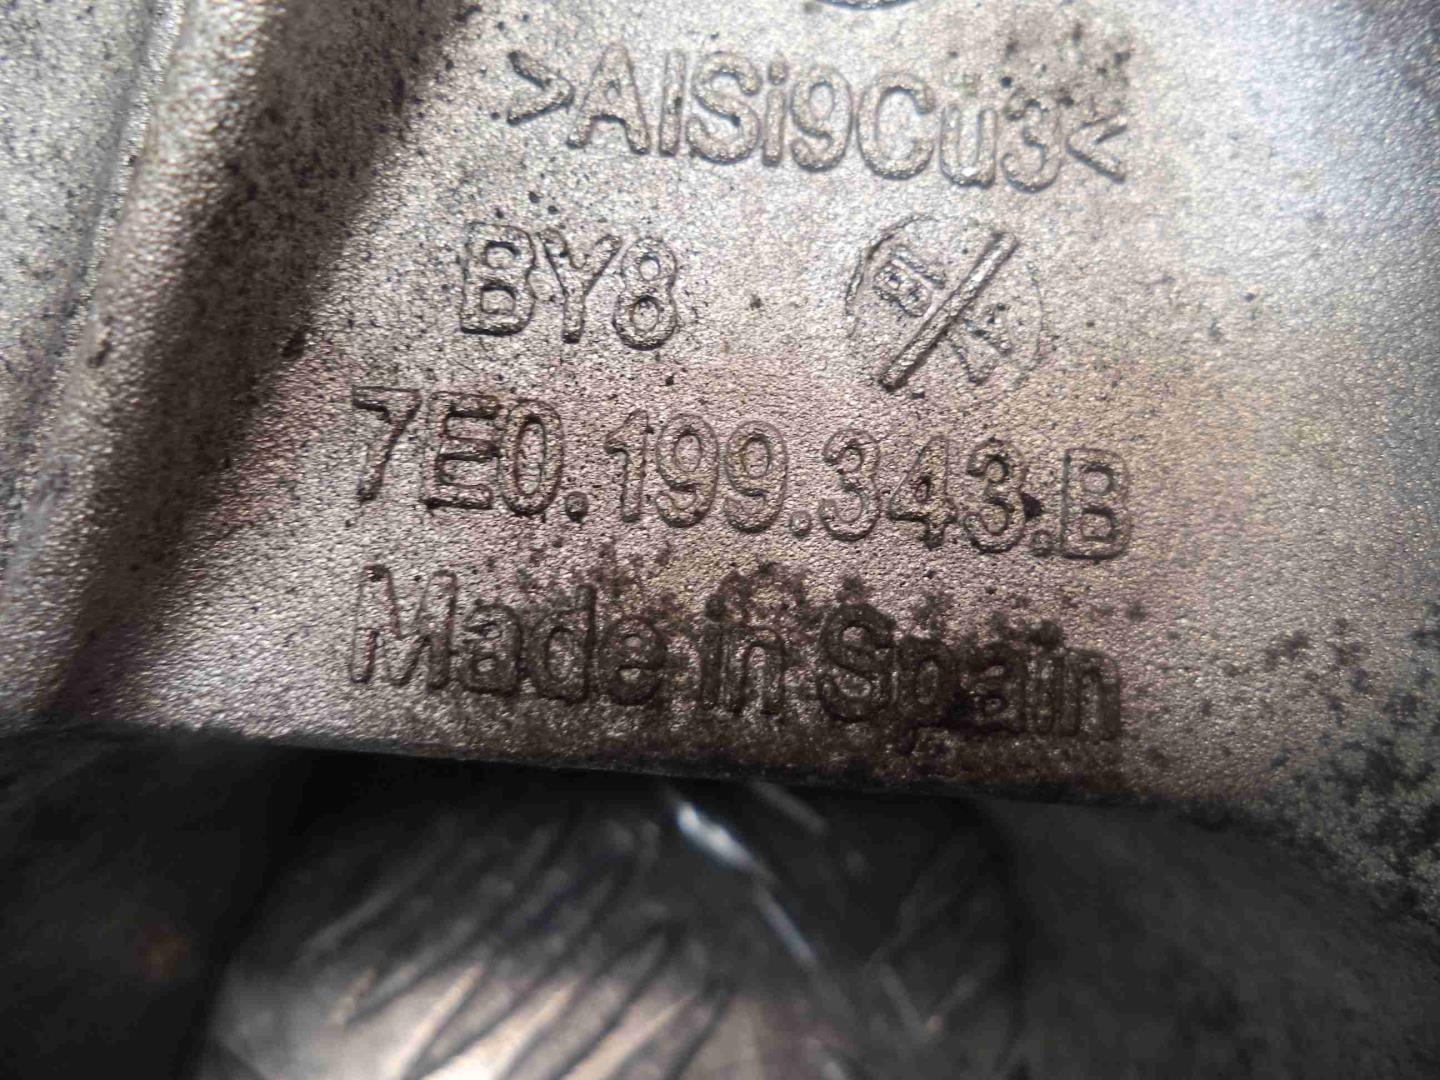 >AlSi9Cu3<
BY8
7E0.199.343.B
Made in Spain